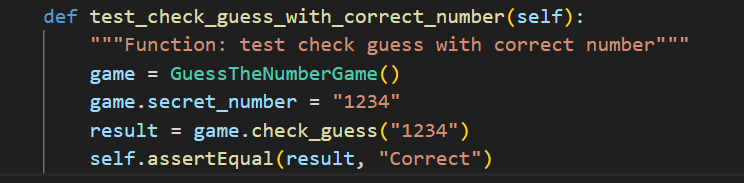 def test_check_guess_with_correct_number(self):
"""Function: test check guess with correct number"""
game = GuessTheNumberGame()
game.secret_number = "1234"
result = game.check_guess("1234")
self.assertEqual(result, "Correct")